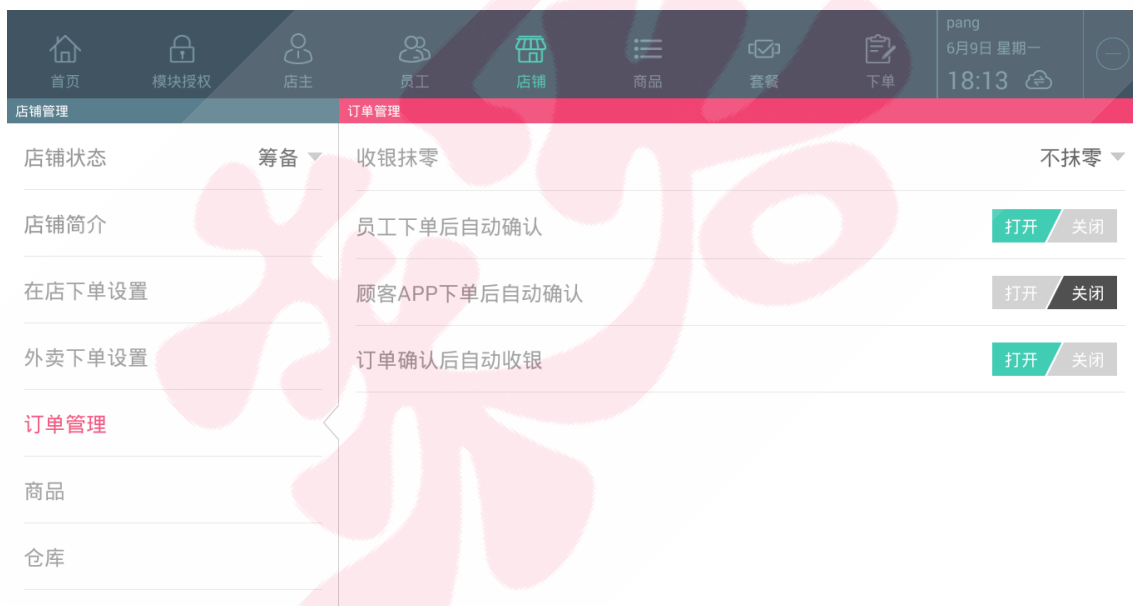 pang
6月9日 星期一
18:13
首页
模块授权
店主
员工
店铺
商品
套餐
下单
店铺管理
订单管理
店铺状态
筹备
店铺简介
在店下单设置
外卖下单设置
订单管理
商品
仓库
收银抹零
不抹零
员工下单后自动确认
打开 关闭
顾客APP下单后自动确认
打开 关闭
订单确认后自动收银
打开 关闭